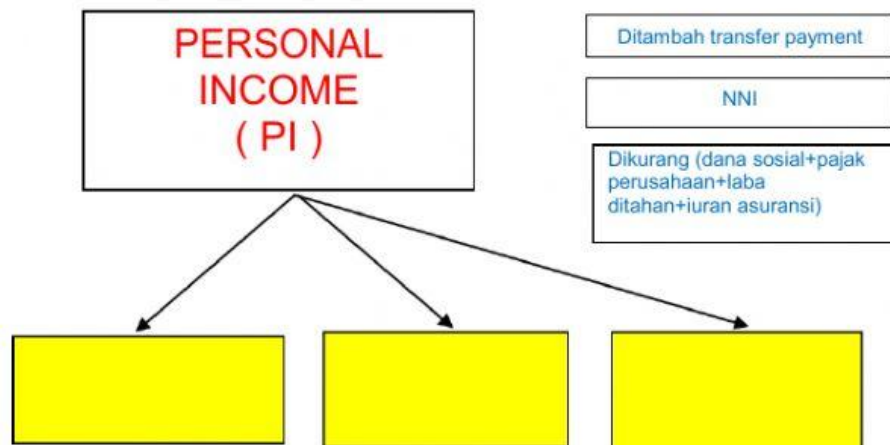 PERSONAL
INCOME
( PI )
Ditambah transfer payment
NNI
Dikurang (dana sosial+pajak
perusahaan+laba
ditahan+iuran asuransi)